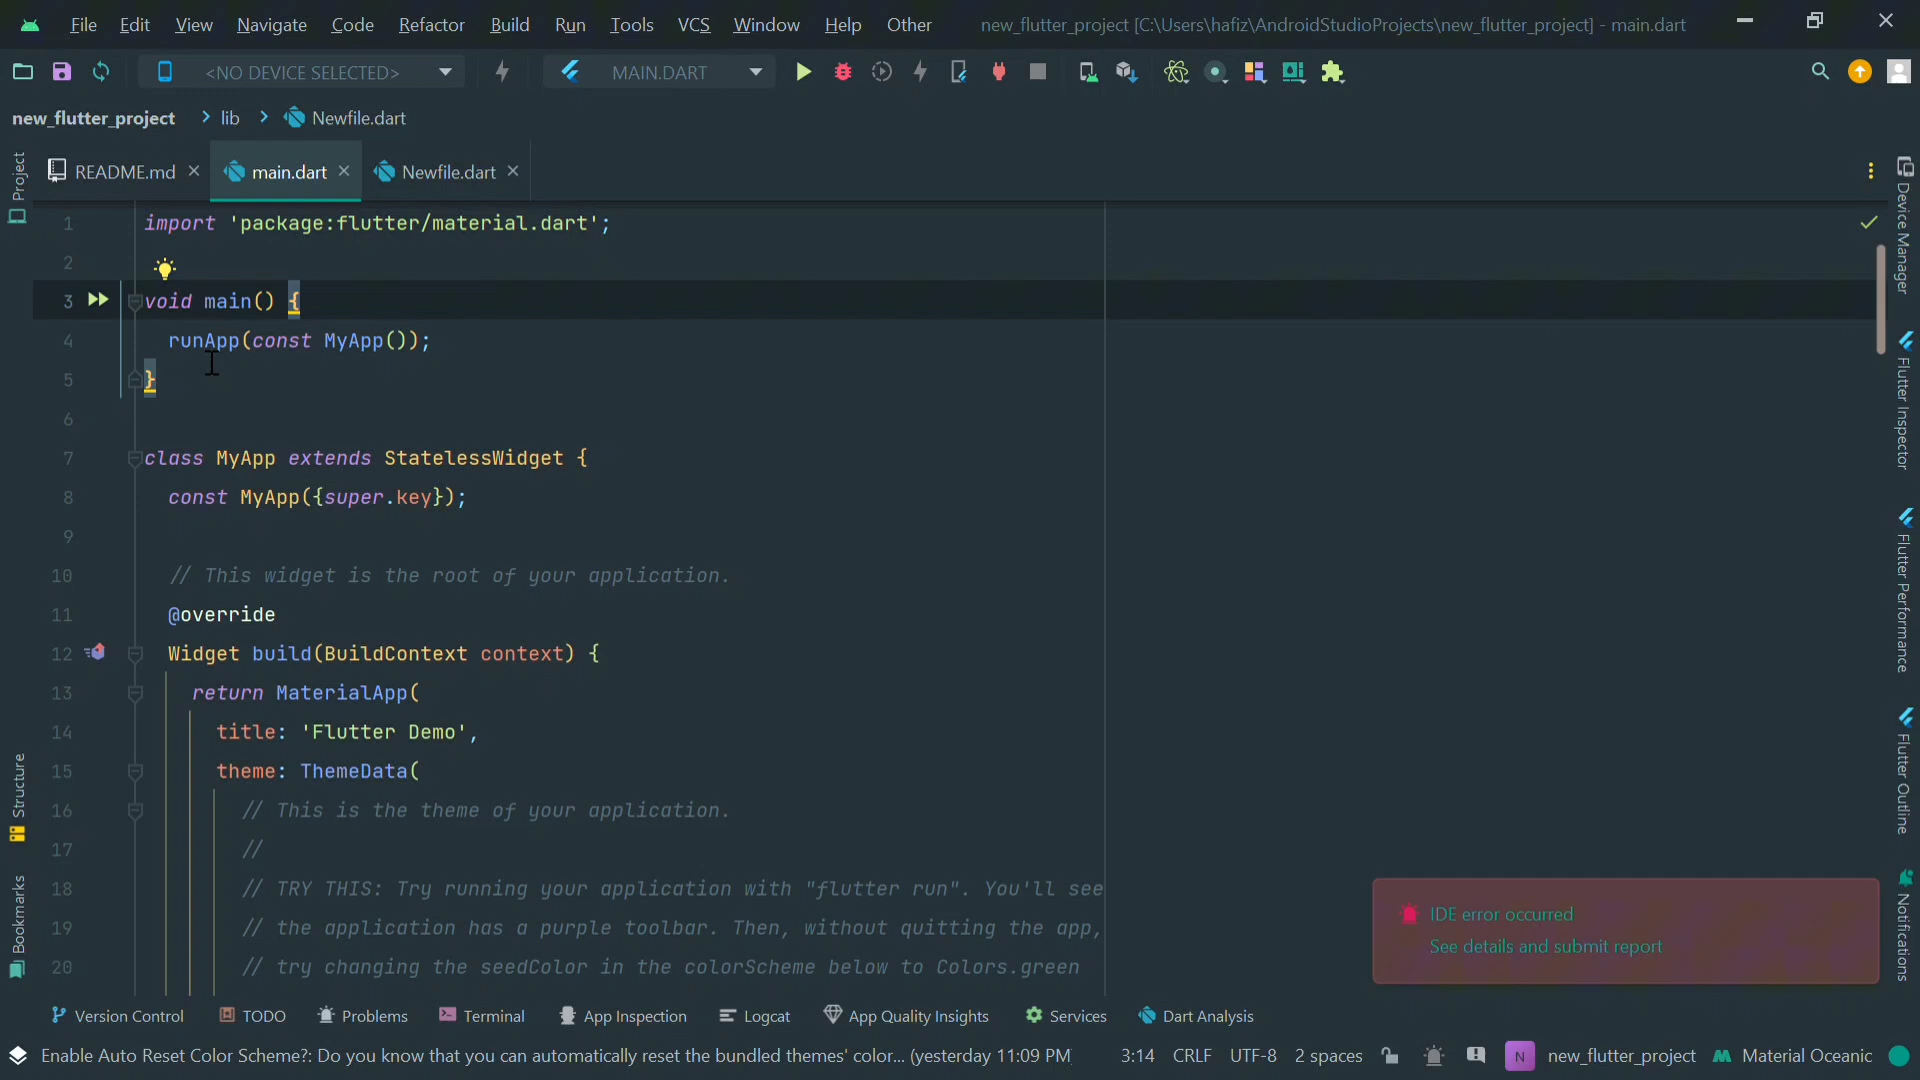 File Edit View Navigate Code Refactor Build Run Tools VCS Window Help Other new_flutter_project [C:\Users\hafiz\AndroidStudioProjects\new_flutter_project] - main.dart
<NO DEVICE SELECTED> MAIN.DART
new_flutter_project lib Newfile.dart
README.md main.dart Newfile.dart
1 import 'package:flutter/material.dart';
2
3 void main() {
4 runApp(const MyApp());
5 }
6
7 class MyApp extends StatelessWidget {
8 const MyApp({super.key});
9
10 // This widget is the root of your application.
11 @override
12 Widget build(BuildContext context) {
13 return MaterialApp(
14 title: 'Flutter Demo',
15 theme: ThemeData(
16 // This is the theme of your application.
17 //
18 // TRY THIS: Try running your application with "flutter run". You'll see
19 // the application has a purple toolbar. Then, without quitting the app,
20 // try changing the seedColor in the colorScheme below to Colors.green
Project
Structure
Bookmarks
Device Manager
Flutter Inspector
Flutter Performance
Flutter Outline
Notifications
IDE error occurred
See details and submit report
Version Control TODO Problems Terminal App Inspection Logcat App Quality Insights Services Dart Analysis
Enable Auto Reset Color Scheme?: Do you know that you can automatically reset the bundled themes' color... (yesterday 11:09 PM) 3:14 CRLF UTF-8 2 spaces N new_flutter_project Material Oceanic